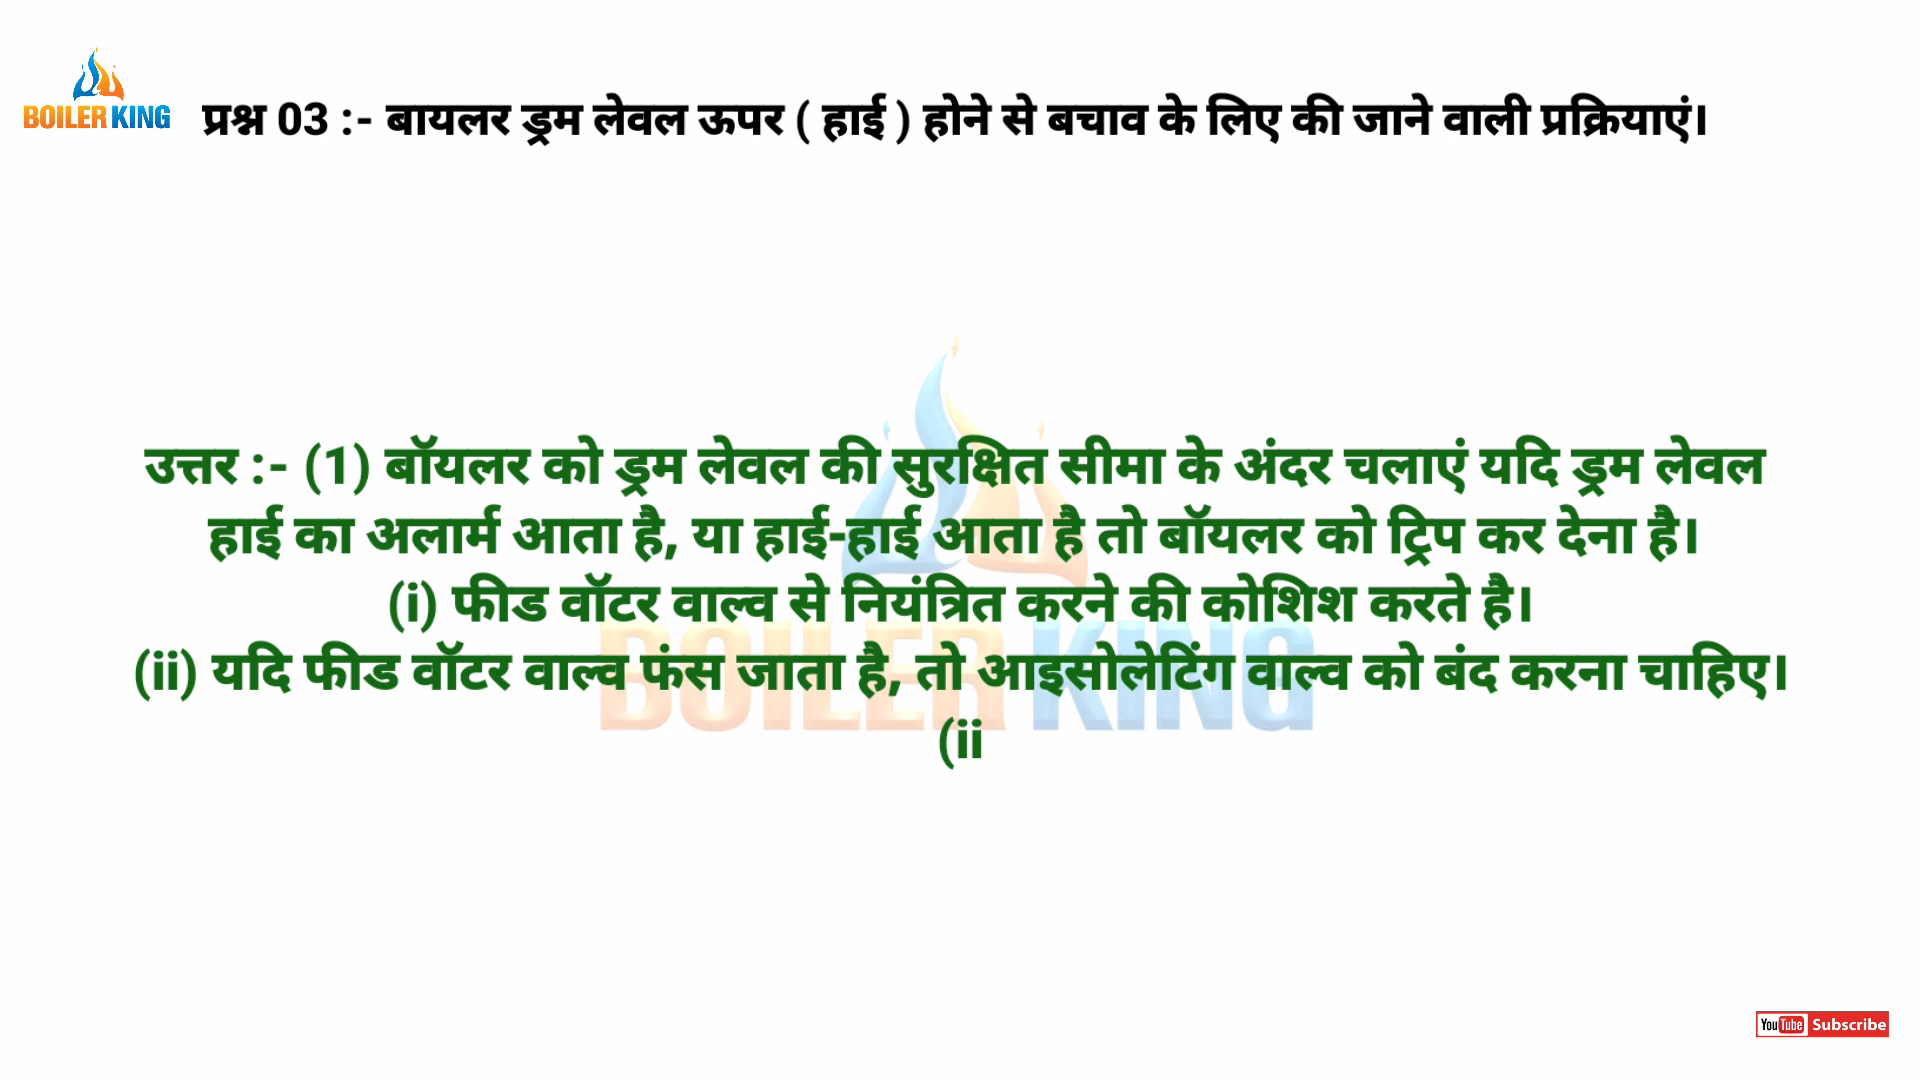 BOILER KING
प्रश्न 03 :- बायलर ड्रम लेवल ऊपर ( हाई ) होने से बचाव के लिए की जाने वाली प्रक्रियाएं।
उत्तर :- (1) बॉयलर को ड्रम लेवल की सुरक्षित सीमा के अंदर चलाएं यदि ड्रम लेवल
हाई का अलार्म आता है, या हाई-हाई आता है तो बॉयलर को ट्रिप कर देना है।
(i) फीड वॉटर वाल्व से नियंत्रित करने की कोशिश करते है।
(ii) यदि फीड वॉटर वाल्व फंस जाता है, तो आइसोलेटिंग वाल्व को बंद करना चाहिए।
BOILER KING
(ii
YouTube Subscribe